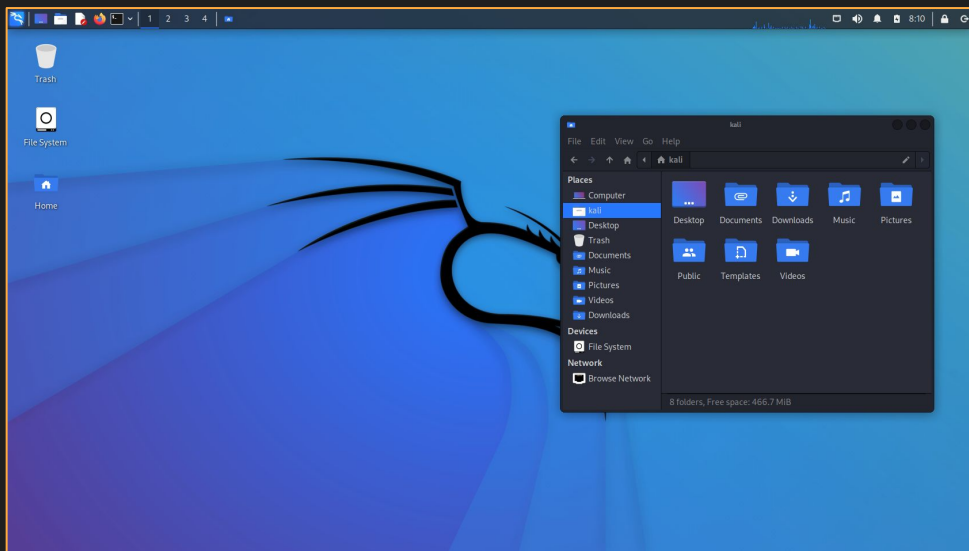 1 2 3 4
8:10
Trash
File System
Home
kali
File Edit View Go Help
kali
Places
Computer
kali
Desktop
Trash
Documents
Music
Pictures
Videos
Downloads
Devices
File System
Network
Browse Network
Desktop Documents Downloads Music Pictures
Public Templates Videos
8 folders, Free space: 466.7 MiB